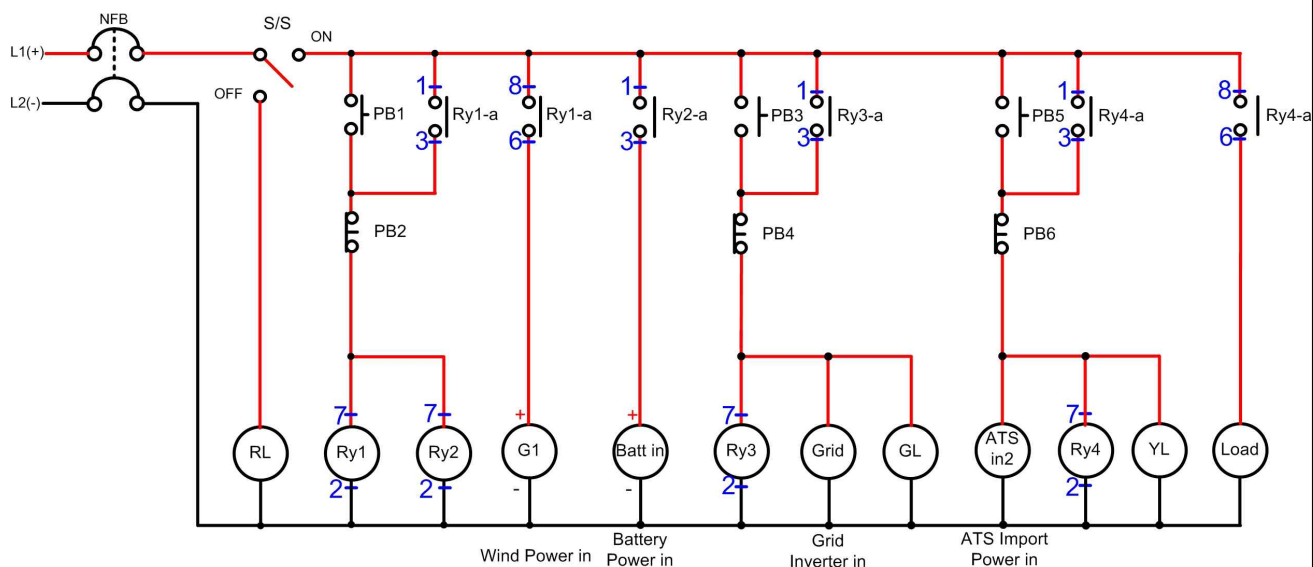 NFB
S/S
L1(+)
ON
L2(-)
OFF
1 8 1 1 1 8
PB1 Ry1-a Ry1-a Ry2-a PB3 Ry3-a PB5 Ry4-a Ry4-a
3 6 3 3 3 6
PB2 PB4 PB6
7 7 + + 7 7
RL Ry1 Ry2 G1 Batt in Ry3 Grid GL ATS in2 Ry4 YL Load
2 2 - - 2 2
Wind Power in
Battery
Power in
Grid
Inverter in
ATS Import
Power in